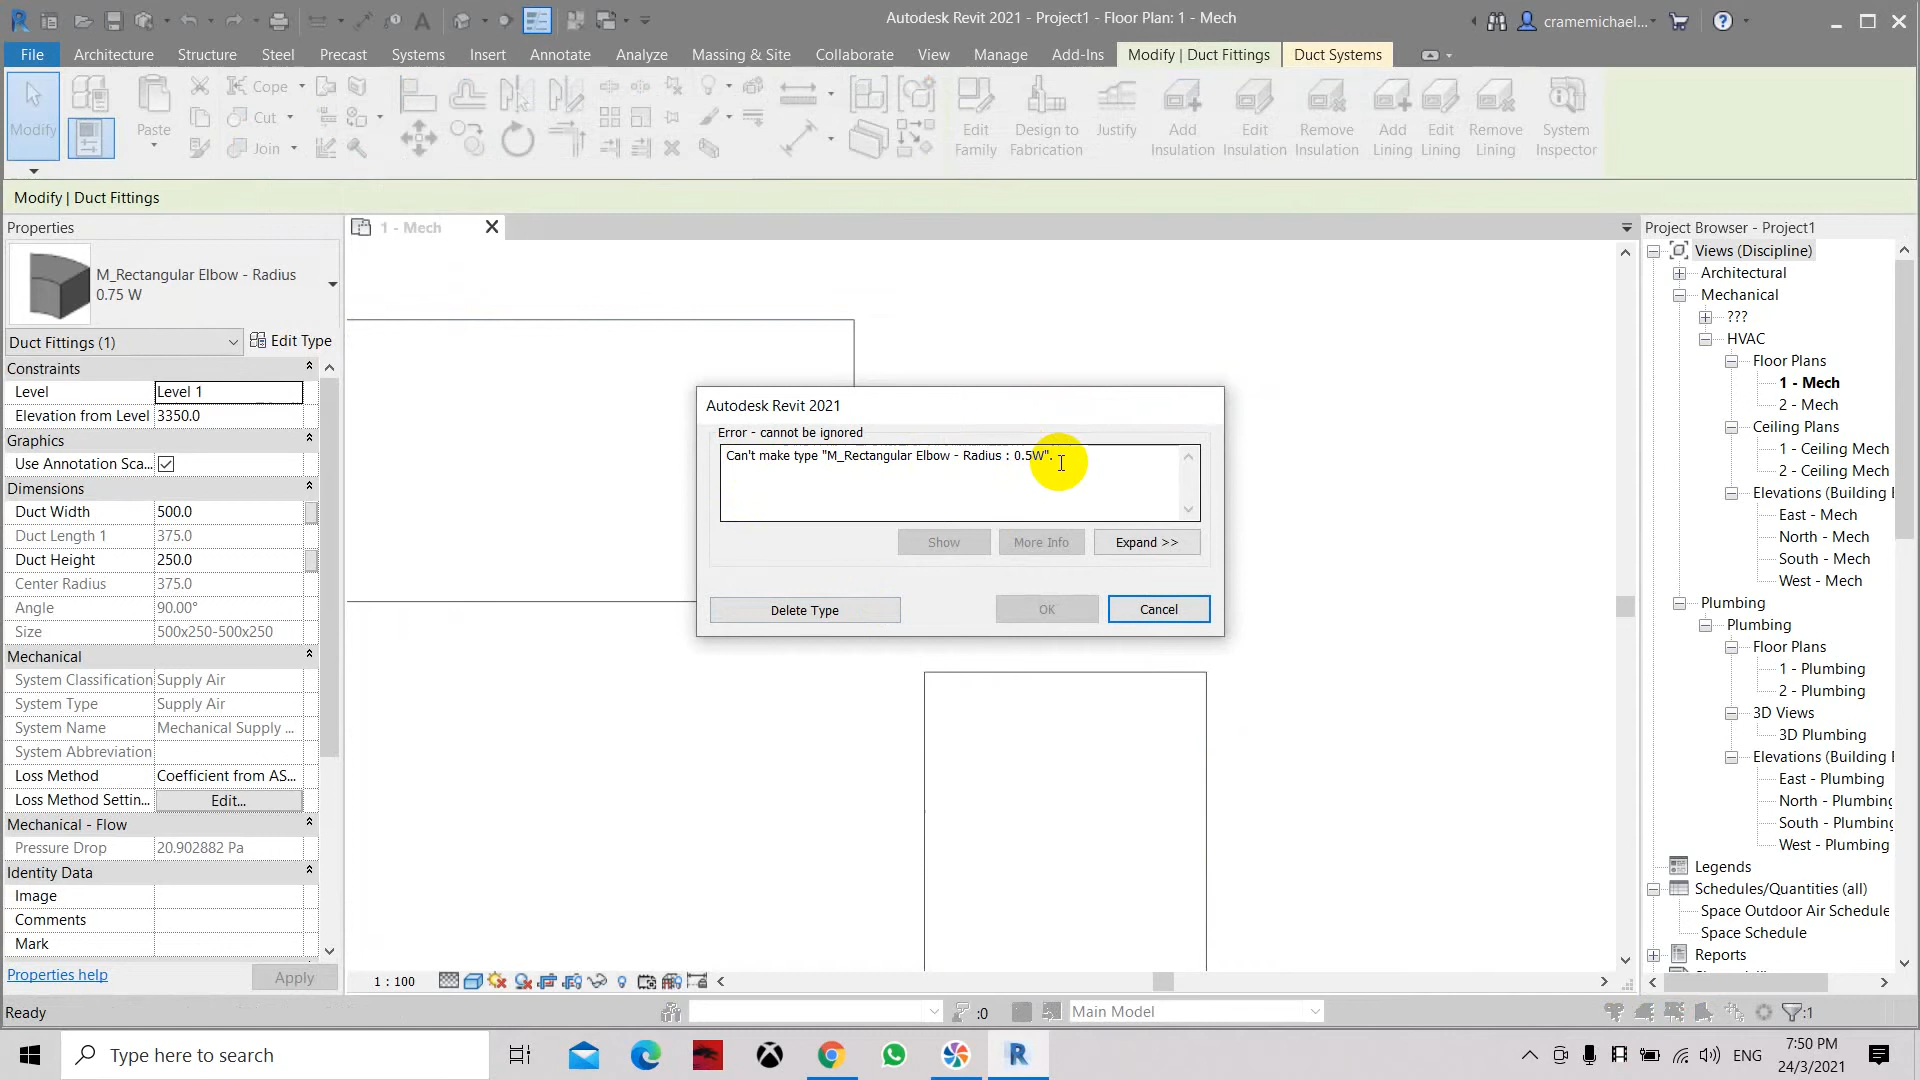 Autodesk Revit 2021 - Project1 - Floor Plan: 1 - Mech
cramemichael...
File
Architecture
Structure
Steel
Precast
Systems
Insert
Annotate
Analyze
Massing & Site
Collaborate
View
Manage
Add-Ins
Modify | Duct Fittings
Duct Systems
Modify
Paste
Cope
Cut
Join
Edit Family
Design to Fabrication
Justify
Add Insulation
Edit Insulation
Remove Insulation
Add Lining
Edit Lining
Remove Lining
System Inspector
Modify | Duct Fittings
Properties
M_Rectangular Elbow - Radius
0.75 W
Duct Fittings (1)
Edit Type
Constraints
Level Level 1
Elevation from Level 3350.0
Graphics
Use Annotation Sca...
Dimensions
Duct Width 500.0
Duct Length 1 375.0
Duct Height 250.0
Center Radius 375.0
Angle 90.00°
Size 500x250-500x250
Mechanical
System Classification Supply Air
System Type Supply Air
System Name Mechanical Supply ...
System Abbreviation
Loss Method Coefficient from AS...
Loss Method Settin... Edit...
Mechanical - Flow
Pressure Drop 20.902882 Pa
Identity Data
Image
Comments
Mark
Properties help
Apply
1 - Mech
Autodesk Revit 2021
Error - cannot be ignored
Can't make type "M_Rectangular Elbow - Radius : 0.5W".
Show
More Info
Expand >>
Delete Type
OK
Cancel
1 : 100
Project Browser - Project1
Views (Discipline)
Architectural
Mechanical
???
HVAC
Floor Plans
1 - Mech
2 - Mech
Ceiling Plans
1 - Ceiling Mech
2 - Ceiling Mech
Elevations (Building E
East - Mech
North - Mech
South - Mech
West - Mech
Plumbing
Plumbing
Floor Plans
1 - Plumbing
2 - Plumbing
3D Views
3D Plumbing
Elevations (Building E
East - Plumbing
North - Plumbing
South - Plumbing
West - Plumbing
Legends
Schedules/Quantities (all)
Space Outdoor Air Schedule
Space Schedule
Reports
Ready
:0
Main Model
:1
Type here to search
ENG
7:50 PM
24/3/2021